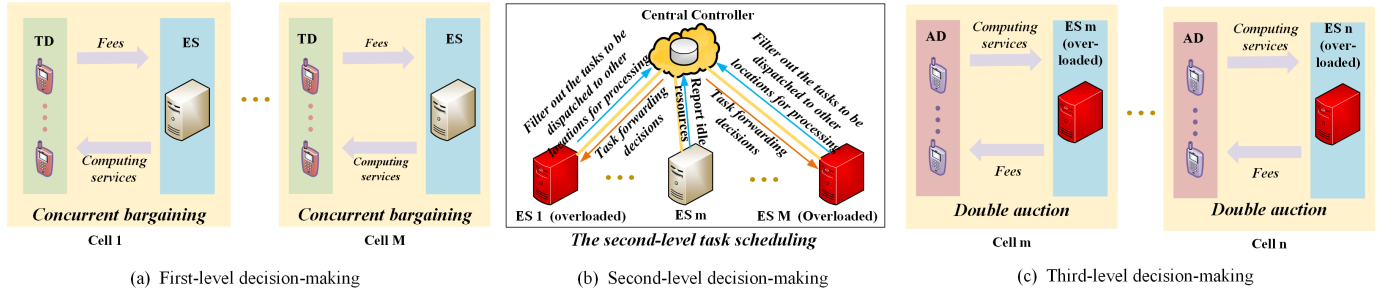 TD
Fees
ES
Computing
services
Concurrent bargaining
Cell 1
TD
Fees
ES
Computing
services
Concurrent bargaining
Cell M
(a) First-level decision-making
Central Controller
Filter out the tasks to be
dispatched to other
locations for processing
Task forwarding
decisions
Report idle
resources
Task forwarding
decisions
Filter out the tasks to be
dispatched to other
locations for processing
ES 1 (overloaded)
ES m
ES M (Overloaded)
The second-level task scheduling
(b) Second-level decision-making
AD
Computing
services
ES m
(over-
loaded)
Fees
Double auction
Cell m
AD
Computing
services
ES n
(over-
loaded)
Fees
Double auction
Cell n
(c) Third-level decision-making